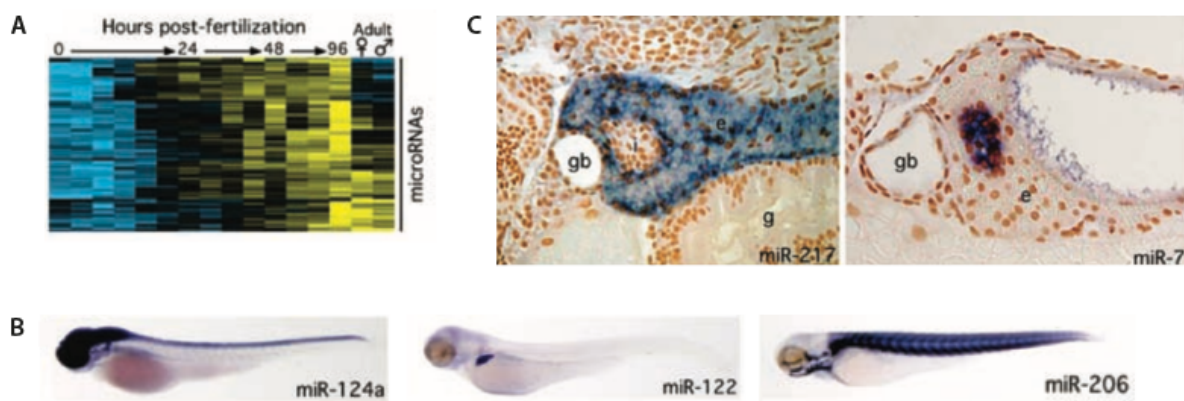 A
Hours post-fertilization
Adult
0 24 48 96 ♀ ♂
microRNAs
C
gb
i
e
g
miR-217
gb
e
miR-7
B
miR-124a
miR-122
miR-206